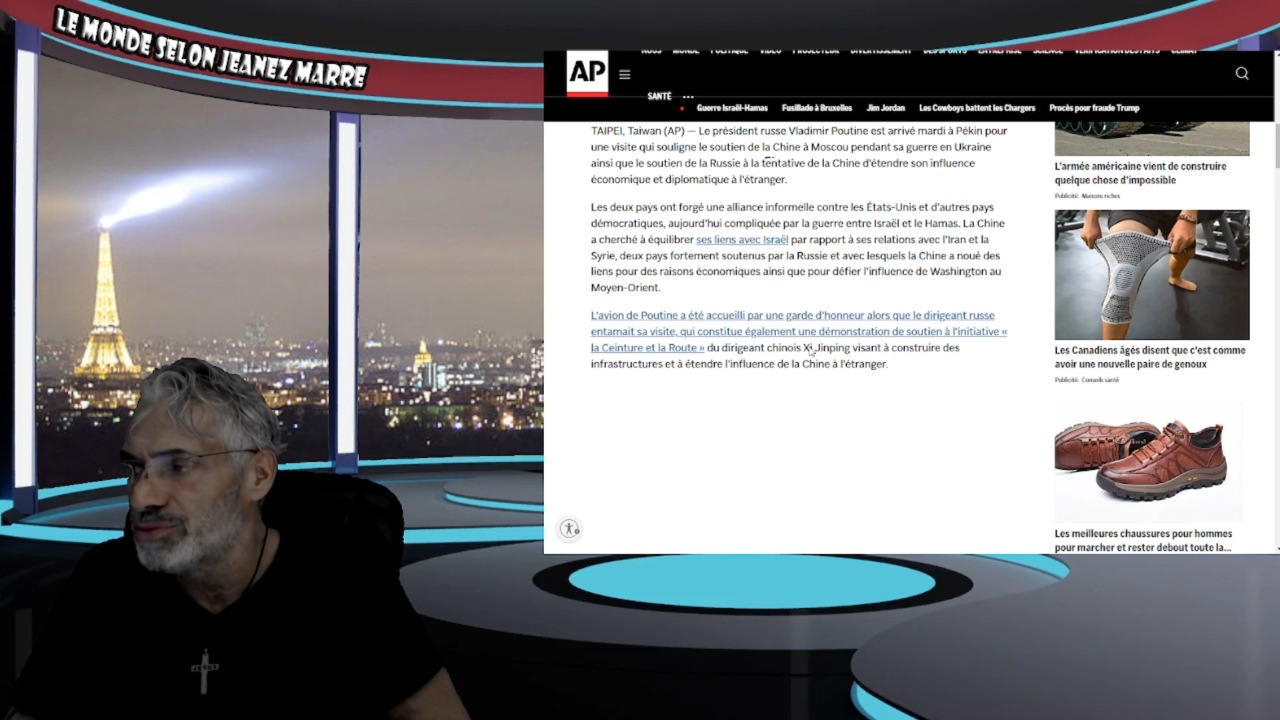 LE MONDE SELON JEANEZ MARRE
AP
SANTÉ ...
Guerre Israël-Hamas Fusillade à Bruxelles Jim Jordan Les Cowboys battent les Chargers Procès pour fraude Trump
TAIPEI, Taiwan (AP) — Le président russe Vladimir Poutine est arrivé mardi à Pékin pour
une visite qui souligne le soutien de la Chine à Moscou pendant sa guerre en Ukraine
ainsi que le soutien de la Russie à la tentative de la Chine d'étendre son influence
économique et diplomatique à l'étranger.
Les deux pays ont forgé une alliance informelle contre les États-Unis et d'autres pays
démocratiques, aujourd'hui compliquée par la guerre entre Israël et le Hamas. La Chine
a cherché à équilibrer ses liens avec Israël par rapport à ses relations avec l'Iran et la
Syrie, deux pays fortement soutenus par la Russie et avec lesquels la Chine a noué des
liens pour des raisons économiques ainsi que pour défier l'influence de Washington au
Moyen-Orient.
L'avion de Poutine a été accueilli par une garde d'honneur alors que le dirigeant russe
entamait sa visite, qui constitue également une démonstration de soutien à l'initiative «
la Ceinture et la Route » du dirigeant chinois Xi Jinping visant à construire des
infrastructures et à étendre l'influence de la Chine à l'étranger.
L'armée américaine vient de construire
quelque chose d'impossible
Publicité: Maisons riches
Les Canadiens âgés disent que c'est comme
avoir une nouvelle paire de genoux
Publicité: Conseils santé
Les meilleures chaussures pour hommes
pour marcher et rester debout toute la...
JESUS